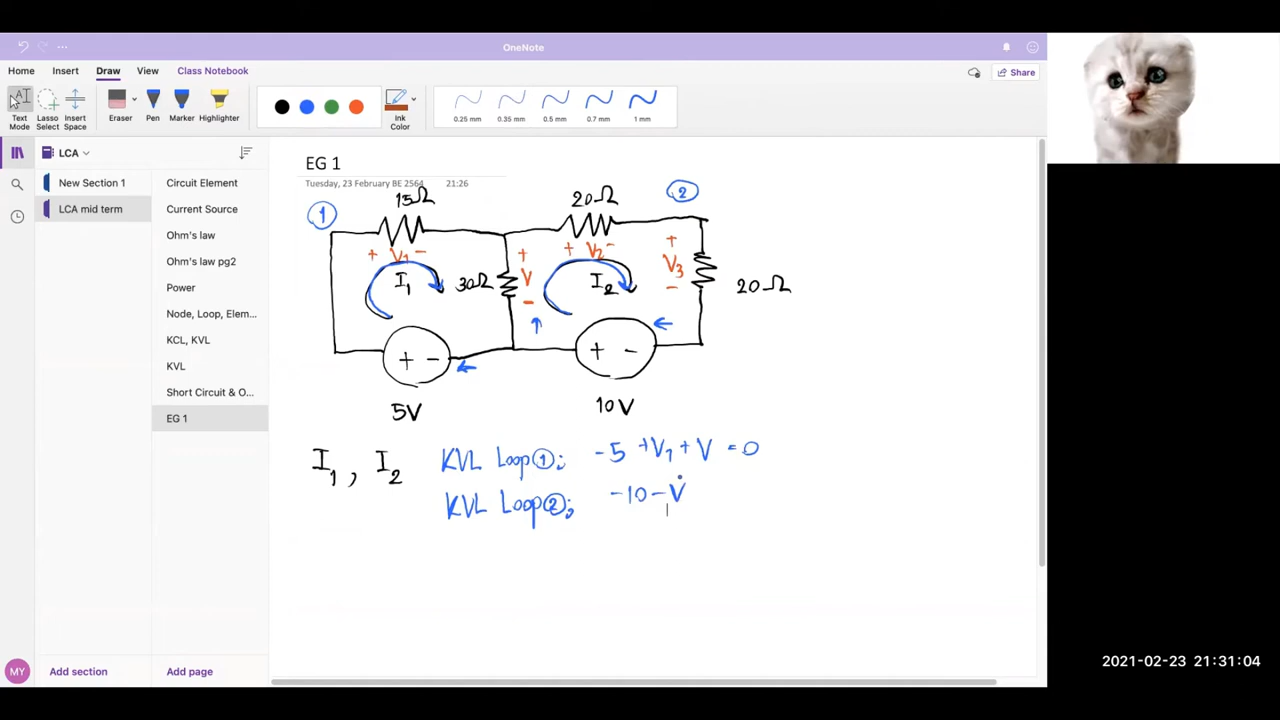 OneNote
Home Insert Draw View Class Notebook
Share
Text Mode
Lasso Select
Insert Space
Eraser
Pen
Marker
Highlighter
Ink Color
0.25 mm 0.35 mm 0.5 mm 0.7 mm 1 mm
LCA
New Section 1
LCA mid term
Circuit Element
Current Source
Ohm's law
Ohm's law pg2
Power
Node, Loop, Elem...
KCL, KVL
KVL
Short Circuit & O...
EG 1
EG 1
Tuesday, 23 February BE 2564 21:26
15Ω 20Ω 2
1
+ V1 - + V - + V2 - + V3 -
I1 30Ω I2 20Ω
+ - + -
5V 10V
I1, I2 KVL Loop①; -5 +V1 + V = 0
KVL Loop②; -10 - V
MY
Add section
Add page
2021-02-23 21:31:04